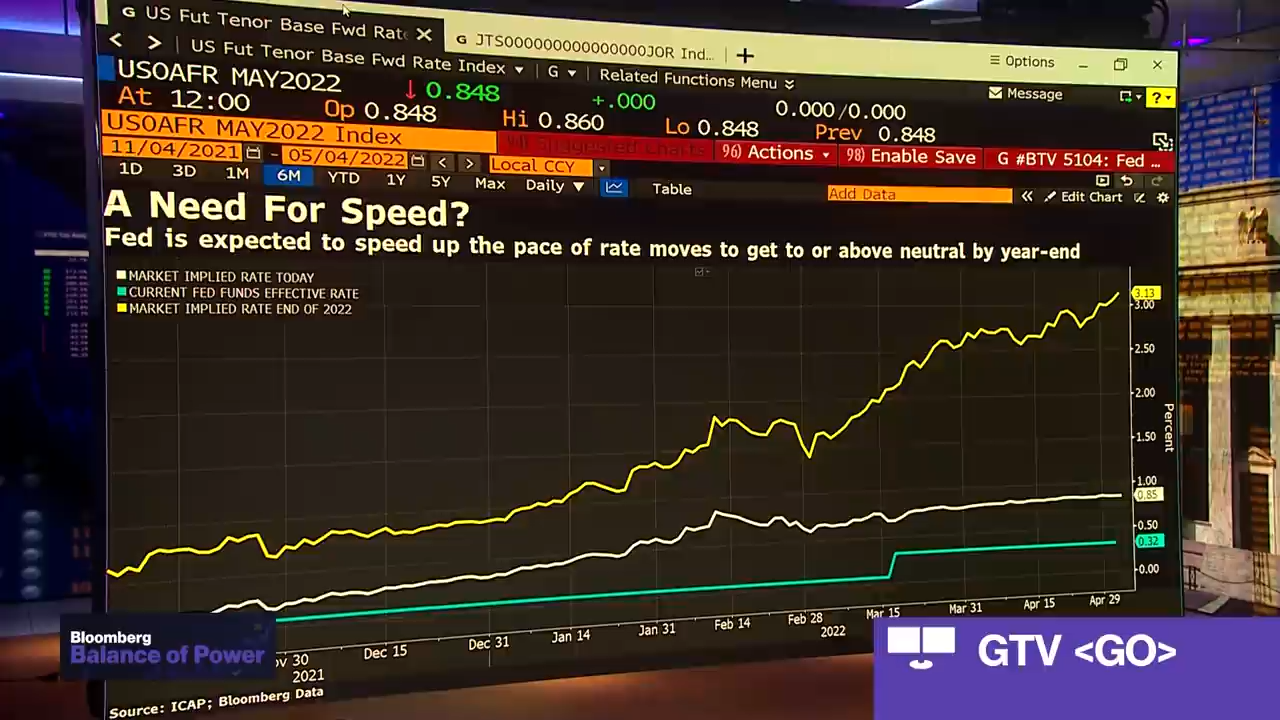 G US Fut Tenor Base Fwd Rat
G JTS000000000000000JOR Ind...
US Fut Tenor Base Fwd Rate Index
G
Related Functions Menu
Options
USOAFR MAY2022
0.848
+.000
0.000/0.000
Message
?
At 12:00
Op 0.848
Hi 0.860
Lo 0.848
Prev 0.848
USOAFR MAY2022 Index
94) Suggested Charts
96) Actions
98) Enable Save
G #BTV 5104: Fed ...
11/04/2021 - 05/04/2022
Local CCY
1D 3D 1M 6M YTD 1Y 5Y Max Daily
Table
Add Data
Edit Chart
A Need For Speed?
Fed is expected to speed up the pace of rate moves to get to or above neutral by year-end
MARKET IMPLIED RATE TODAY
CURRENT FED FUNDS EFFECTIVE RATE
MARKET IMPLIED RATE END OF 2022
3.13
3.00
2.50
2.00
1.50
1.00
0.85
0.50
0.32
0.00
Percent
ov 30
Dec 15
Dec 31
Jan 14
Jan 31
Feb 14
Feb 28
Mar 15
Mar 31
Apr 15
Apr 29
2021
2022
Source: ICAP; Bloomberg Data
Bloomberg
Balance of Power
GTV <GO>